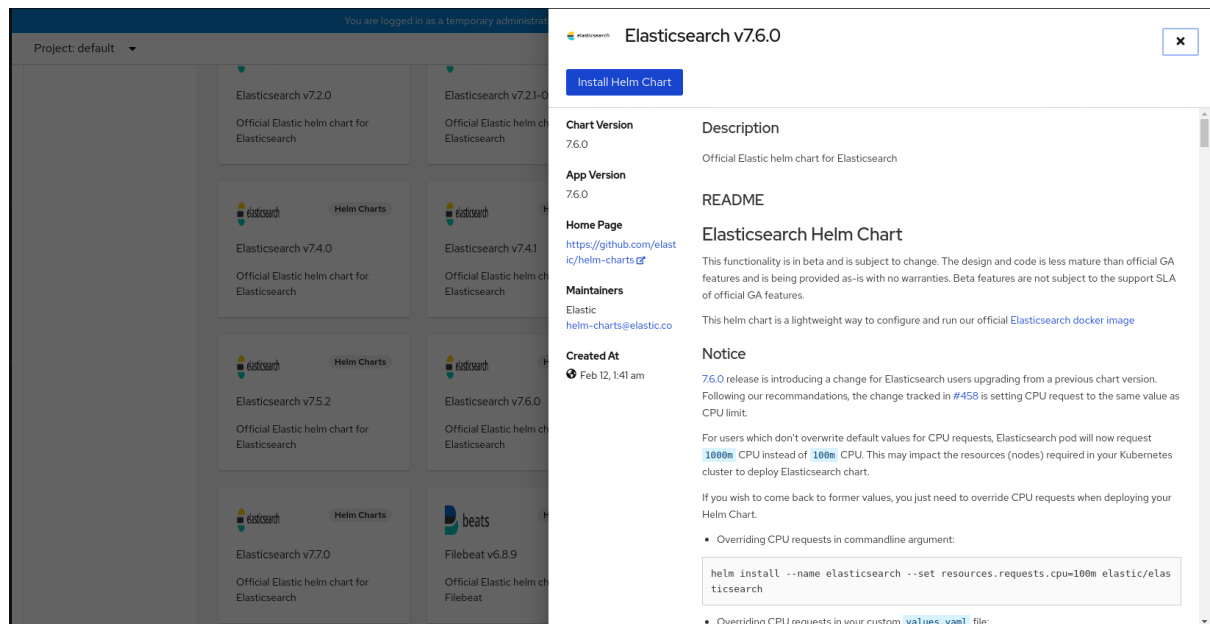 You are logged in as a temporary administrat
Project: default
Elasticsearch v7.2.0
Official Elastic helm chart for
Elasticsearch
Elasticsearch v7.2.1-0
Official Elastic helm ch
Elasticsearch
elasticsearch
Helm Charts
Elasticsearch v7.4.0
Official Elastic helm chart for
Elasticsearch
elasticsearch
H
Elasticsearch v7.4.1
Official Elastic helm ch
Elasticsearch
elasticsearch
Helm Charts
Elasticsearch v7.5.2
Official Elastic helm chart for
Elasticsearch
elasticsearch
Elasticsearch v7.6.0
Official Elastic helm ch
Elasticsearch
elasticsearch
Helm Charts
Elasticsearch v7.7.0
Official Elastic helm chart for
Elasticsearch
beats
H
Filebeat v6.8.9
Official Elastic helm ch
Filebeat
elasticsearch
Elasticsearch v7.6.0
Install Helm Chart
Chart Version
7.6.0
App Version
7.6.0
Home Page
https://github.com/elast
ic/helm-charts
Maintainers
Elastic
helm-charts@elastic.co
Created At
Feb 12, 1:41 am
Description
Official Elastic helm chart for Elasticsearch
README
Elasticsearch Helm Chart
This functionality is in beta and is subject to change. The design and code is less mature than official GA
features and is being provided as-is with no warranties. Beta features are not subject to the support SLA
of official GA features.
This helm chart is a lightweight way to configure and run our official Elasticsearch docker image
Notice
7.6.0 release is introducing a change for Elasticsearch users upgrading from a previous chart version.
Following our recommandations, the change tracked in #458 is setting CPU request to the same value as
CPU limit.
For users which don't overwrite default values for CPU requests, Elasticsearch pod will now request
1000m CPU instead of 100m CPU. This may impact the resources (nodes) required in your Kubernetes
cluster to deploy Elasticsearch chart.
If you wish to come back to former values, you just need to override CPU requests when deploying your
Helm Chart.
• Overriding CPU requests in commandline argument:
helm install --name elasticsearch --set resources.requests.cpu=100m elastic/elas
ticsearch
• Overriding CPU requests in your custom values.yaml file: